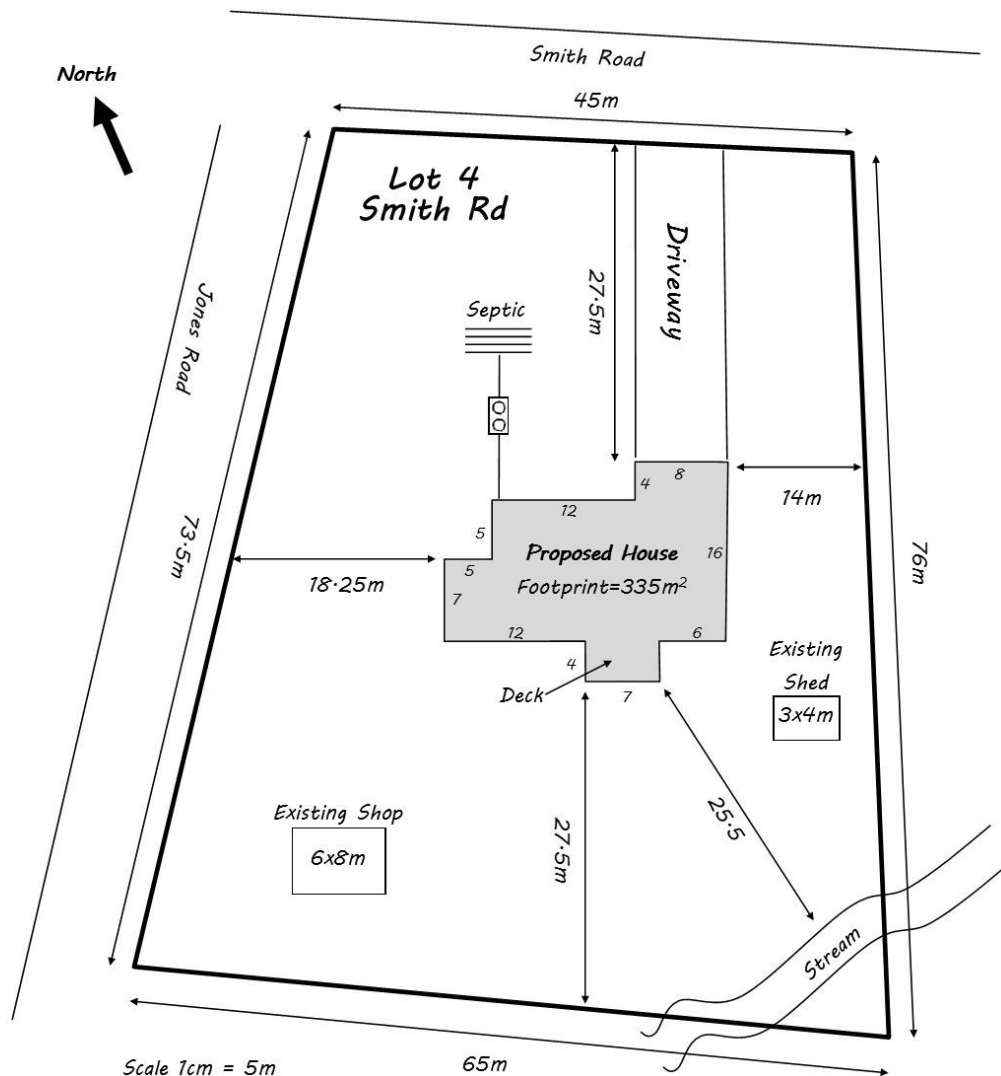 Smith Road
North
45m
Lot 4
Smith Rd
Driveway
27.5m
Jones Road
Septic
8
4
14m
12
5
73.5m
Proposed House
16
76m
18.25m
5
Footprint=335m²
7
12
6
4
Existing
Shed
3x4m
Deck
7
25.5
Existing Shop
6x8m
27.5m
Stream
Scale 1cm = 5m
65m